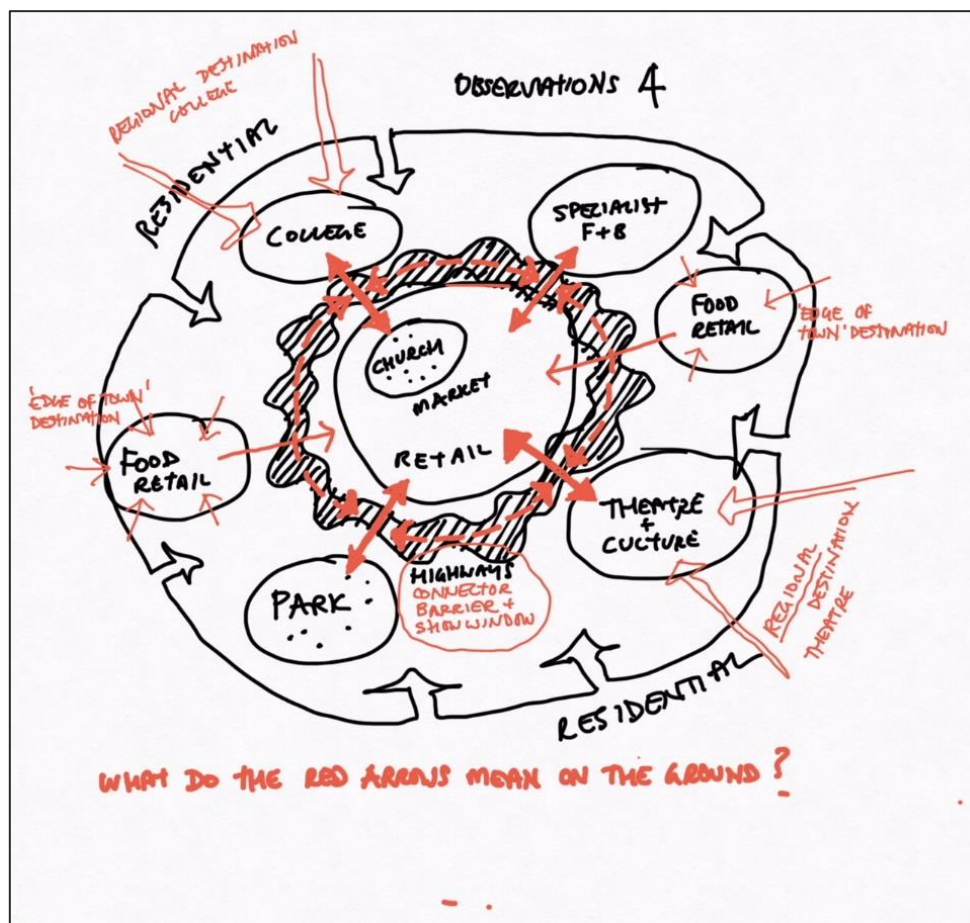 OBSERVATIONS 4
REGIONAL DESTINATION
COLLEGE
RESIDENTIAL
COLLEGE
SPECIALIST
F+B
FOOD
RETAIL
'EDGE OF
TOWN' DESTINATION
CHURCH
MARKET
RETAIL
'EDGE OF TOWN'
DESTINATION
FOOD
RETAIL
THEATRE
+
CULTURE
PARK
HIGHWAYS
CONNECTOR
BARRIER +
SHOW WINDOW
REGIONAL
DESTINATION
THEATRE
RESIDENTIAL
WHAT DO THE RED ARROWS MEAN ON THE GROUND?